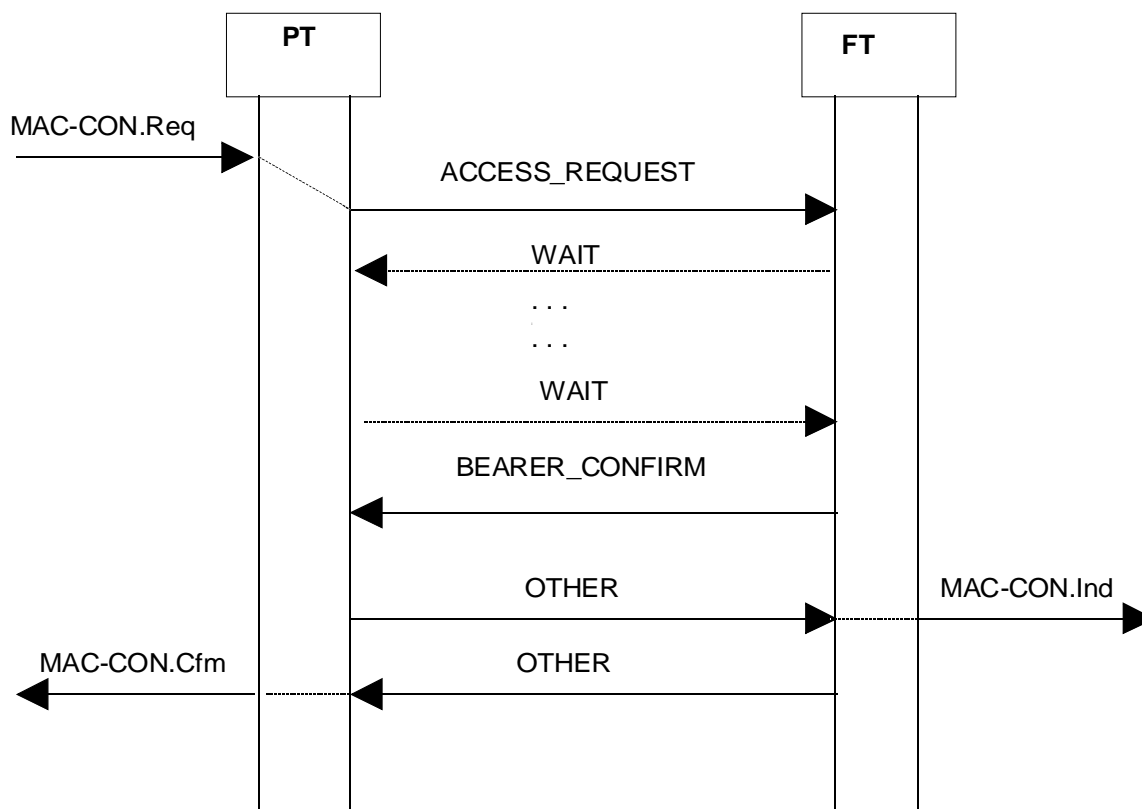 PT
FT
MAC-CON.Req
ACCESS_REQUEST
WAIT
. . .
. . .
WAIT
BEARER_CONFIRM
OTHER
MAC-CON.Ind
MAC-CON.Cfm
OTHER